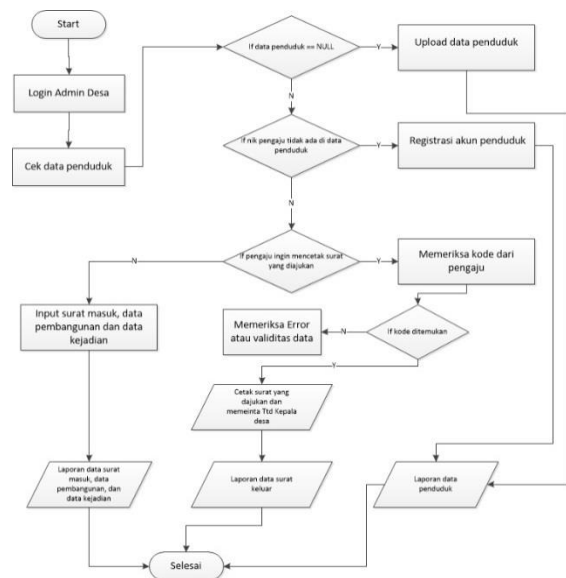 Start
If data penduduk == NULL
Y
Upload data penduduk
Login Admin Desa
N
Cek data penduduk
If nik pengaju tidak ada di data
penduduk
Y
Registrasi akun penduduk
N
If pengaju ingin mencetak surat
yang diajukan
N
Y
Memeriksa kode dari
pengaju
Input surat masuk, data
pembangunan dan data
kejadian
Memeriksa Error
atau validitas data
N
If kode ditemukan
Y
Cetak surat yang
dajukan dan
memeinta Ttd Kepala
desa
Laporan data surat
masuk, data
pembangunan, dan
data kejadian
Laporan data surat
keluar
Laporan data
penduduk
Selesai